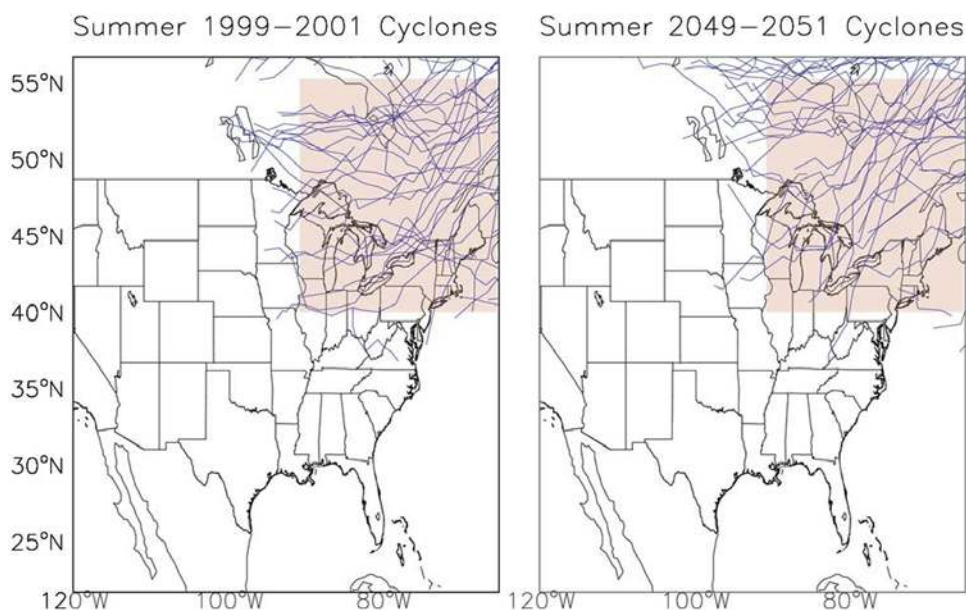 Summer 1999–2001 Cyclones
Summer 2049–2051 Cyclones
55°N
50°N
45°N
40°N
35°N
30°N
25°N
120°W 100°W 80°W
120°W 100°W 80°W